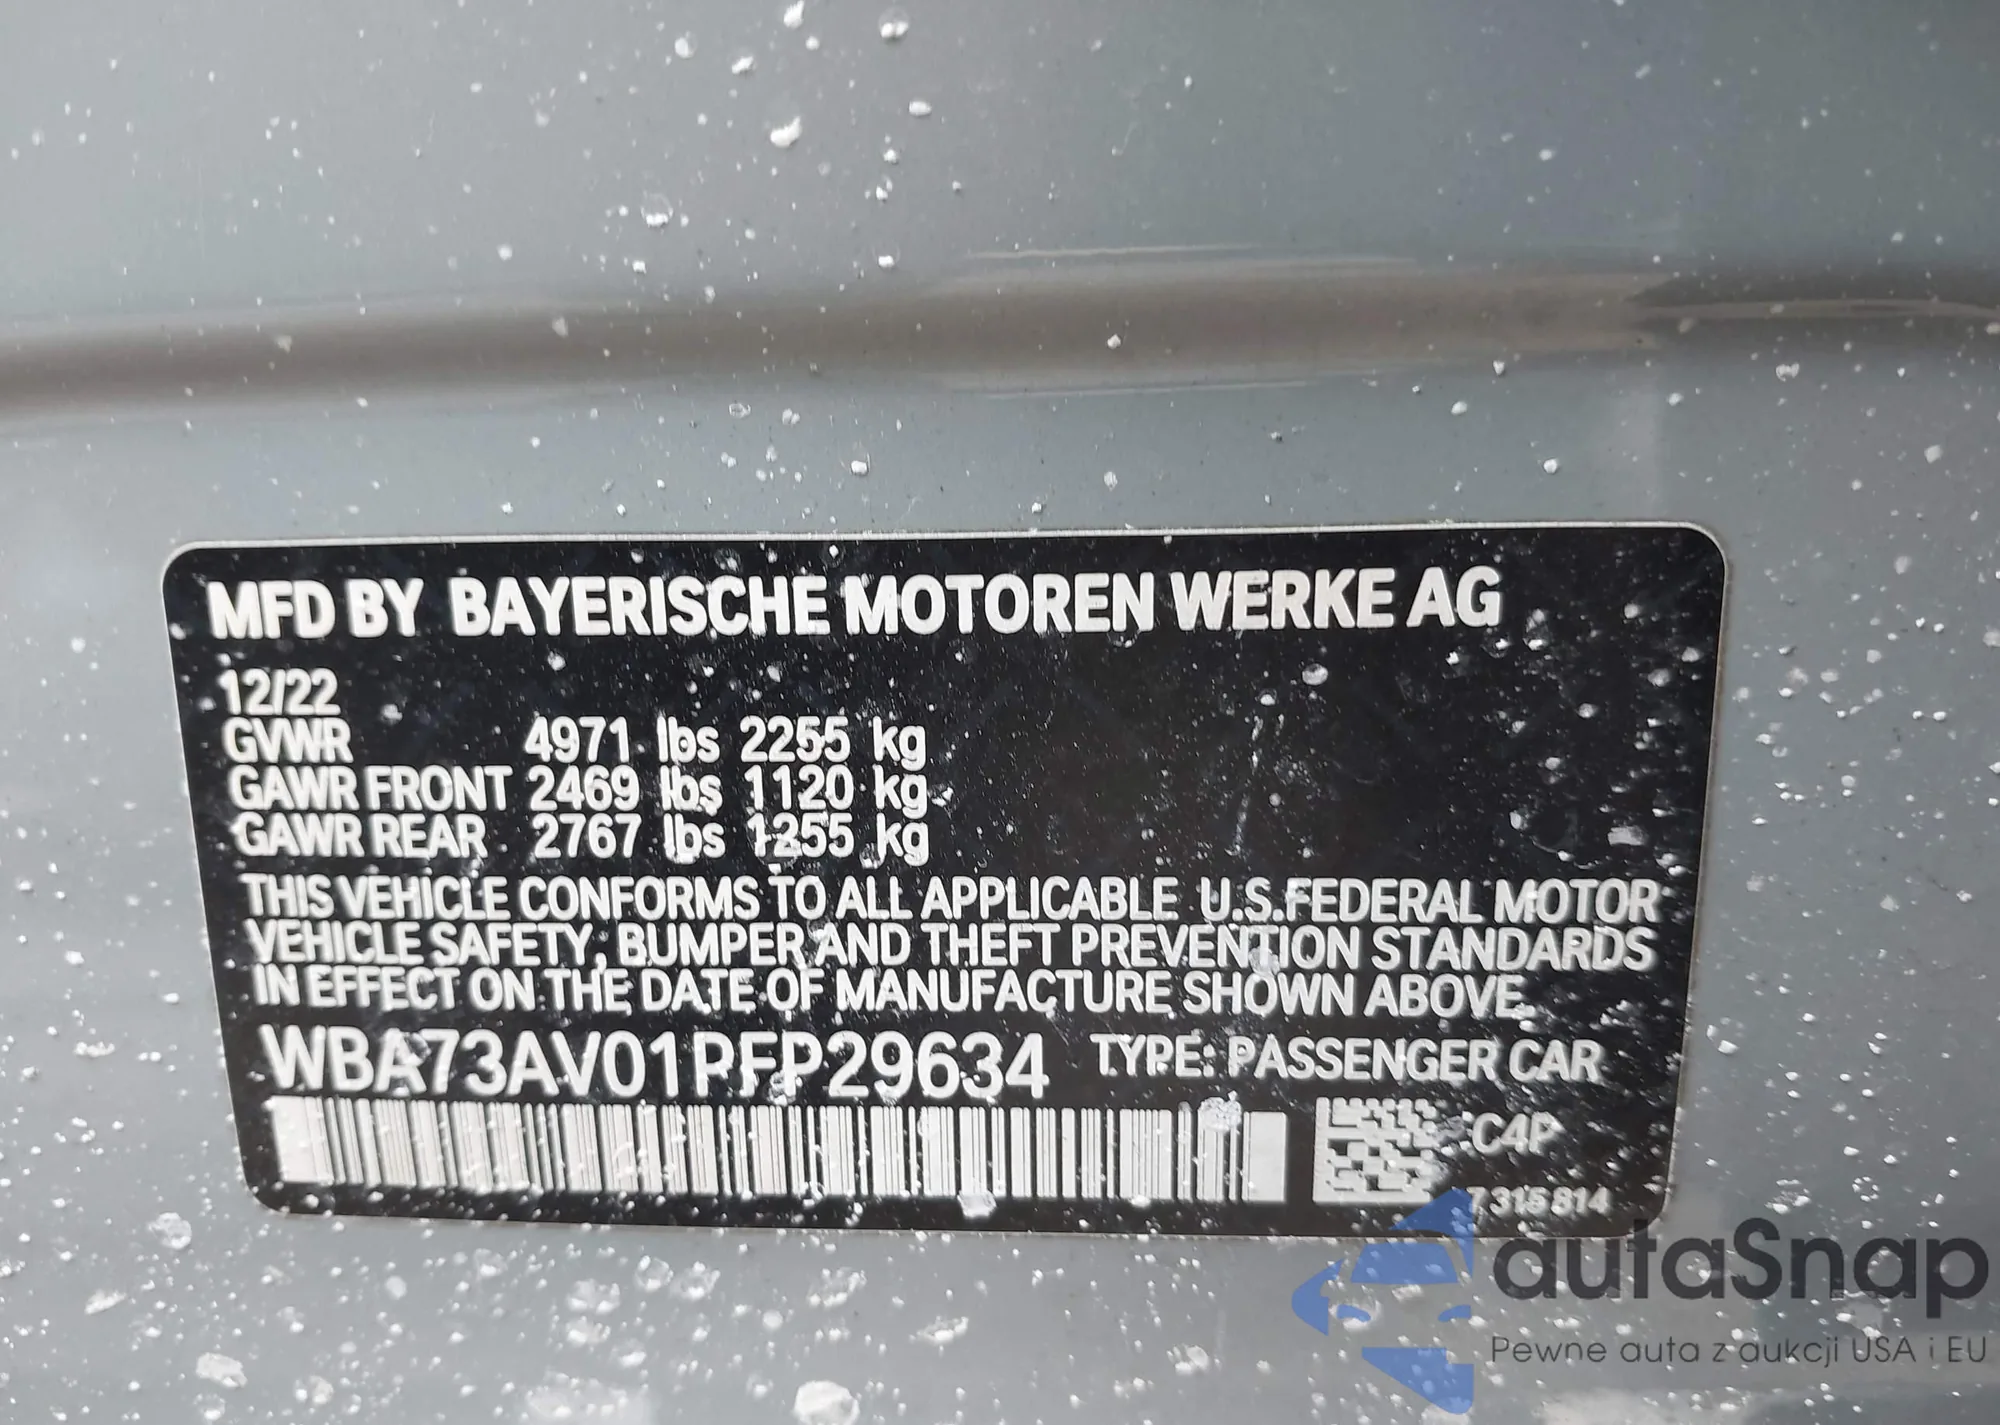 MFD BY BAYERISCHE MOTOREN WERKE AG
12/22
GVWR 4971 lbs 2255 kg
GAWR FRONT 2469 lbs 1120 kg
GAWR REAR 2767 lbs 1255 kg
THIS VEHICLE CONFORMS TO ALL APPLICABLE U.S.FEDERAL MOTOR
VEHICLE SAFETY, BUMPER, AND THEFT PREVENTION STANDARDS
IN EFFECT ON THE DATE OF MANUFACTURE SHOWN ABOVE.
WBA73AV01PFP29634 TYPE: PASSENGER CAR
C4P
7 315 814
autaSnap
Pewne auta z aukcji USA i EU